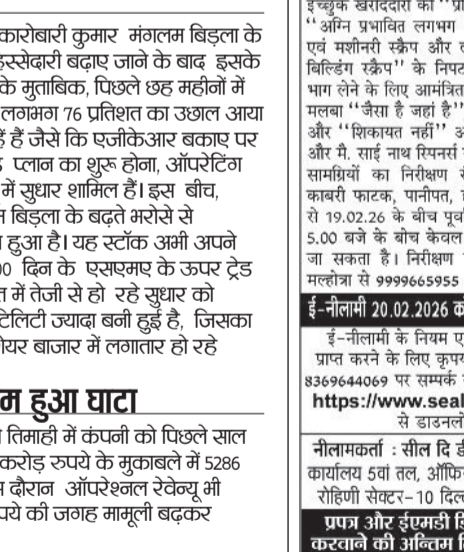 कारोबारी कुमार मंगलम बिड़ला के
हिस्सेदारी बढ़ाए जाने के बाद इसके
के मुताबिक, पिछले छह महीनों में
लगभग 76 प्रतिशत का उछाल आया
हैं जैसे कि एजीकेआर बकाए पर
प्लान का शुरू होना, ऑपरेटिंग
में सुधार शामिल हैं। इस बीच,
बिड़ला के बढ़ते भरोसे से
हुआ है। यह स्टॉक अभी अपने
00 दिन के एसएमए के ऊपर ट्रेड
में तेजी से हो रहे सुधार को
टिलिटी ज्यादा बनी हुई है, जिसका
शेयर बाजार में लगातार हो रहे
म हुआ घाटा
तिमाही में कंपनी को पिछले साल
करोड़ रुपये के मुकाबले में 5286
दौरान ऑपरेश्नल रेवेन्यू भी
पये की जगह मामूली बढ़कर
इच्छुक खरीददारों को
"अग्नि प्रभावित लगभग
एवं मशीनरी स्क्रैप और
बिल्डिंग स्क्रैप" के निपट
भाग लेने के लिए आमंत्रित
मलबा "जैसा है जहां है"
और "शिकायत नहीं"
और मै. साई नाथ स्पिनर्स
सामग्रियों का निरीक्षण
काबरी फाटक, पानीपत,
से 19.02.26 के बीच पूर्व
5.00 बजे के बीच केवल
जा सकता है। निरीक्षण
मल्होत्रा से 9999665955
ई-नीलामी 20.02.2026 क
ई-नीलामी के नियम ए
प्राप्त करने के लिए कृपय
8369644069 पर सम्पर्क
https://www.seal
से डाउनलो
नीलामकर्ता : सील दि ई
कार्यालय 5वां तल, ऑफि
रोहिणी सेक्टर-10 दिल
प्रपत्र और ईएमडी
करवाने की अन्तिम